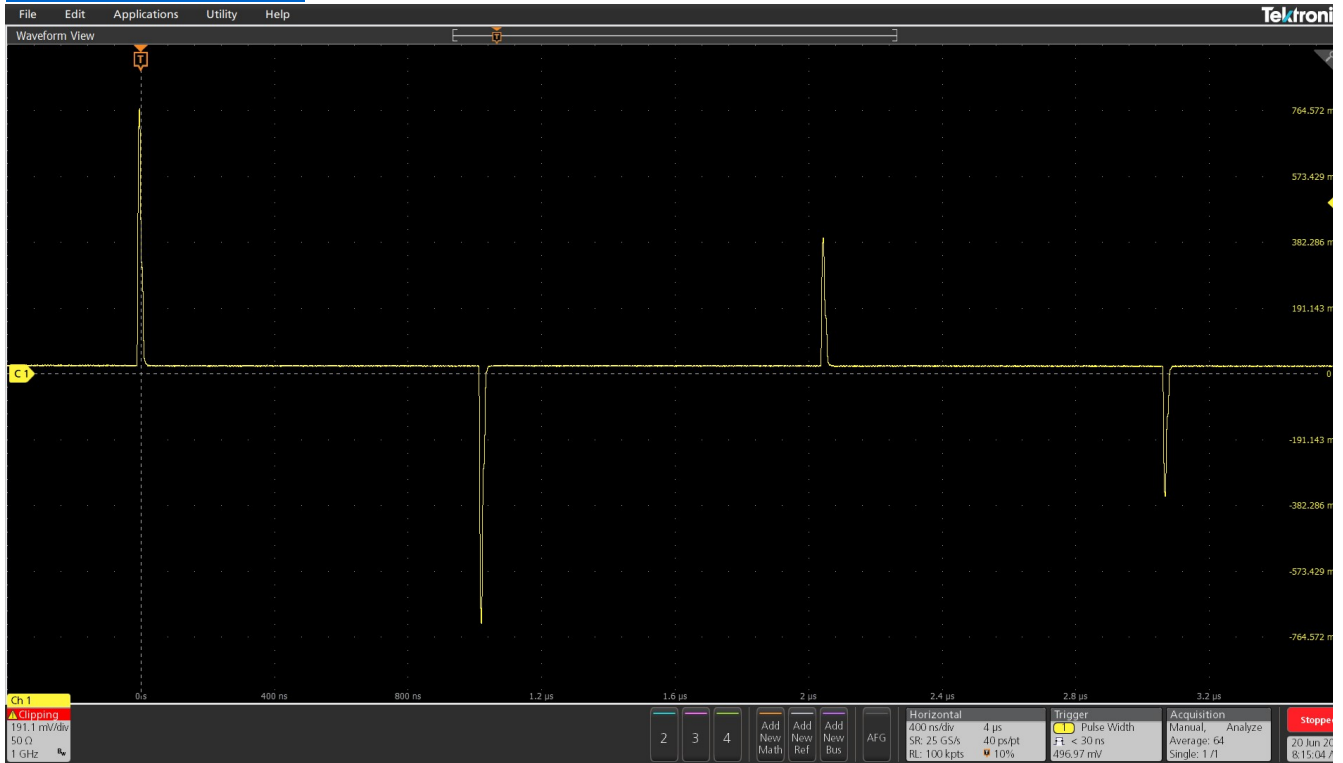 File Edit Applications Utility Help
Tektroni
Waveform View
T
T
764.572 m
573.429 m
382.286 m
191.143 m
C 1
0
-191.143 m
-382.286 m
-573.429 m
-764.572 m
0 s 400 ns 800 ns 1.2 µs 1.6 µs 2 µs 2.4 µs 2.8 µs 3.2 µs
Ch 1
Clipping
191.1 mV/div
50 Ω
1 GHz
2 3 4
Add New Math
Add New Ref
Add New Bus
AFG
Horizontal
400 ns/div 4 µs
SR: 25 GS/s 40 ps/pt
RL: 100 kpts 10%
Trigger
1 Pulse Width
< 30 ns
496.97 mV
Acquisition
Manual, Analyze
Average: 64
Single: 1 /1
Stoppe
20 Jun 20
8:15:04 A